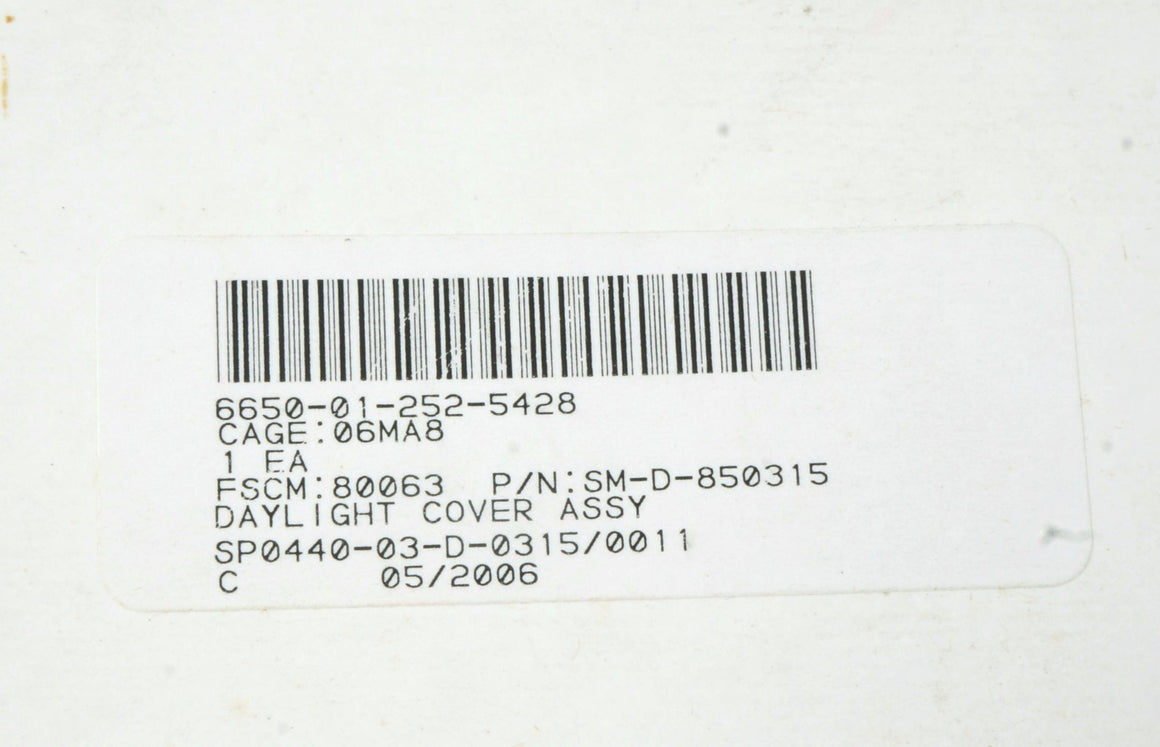 6650-01-252-5428
CAGE:06MA8
1 EA
FSCM:80063 P/N:SM-D-850315
DAYLIGHT COVER ASSY
SP0440-03-D-0315/0011
C 05/2006